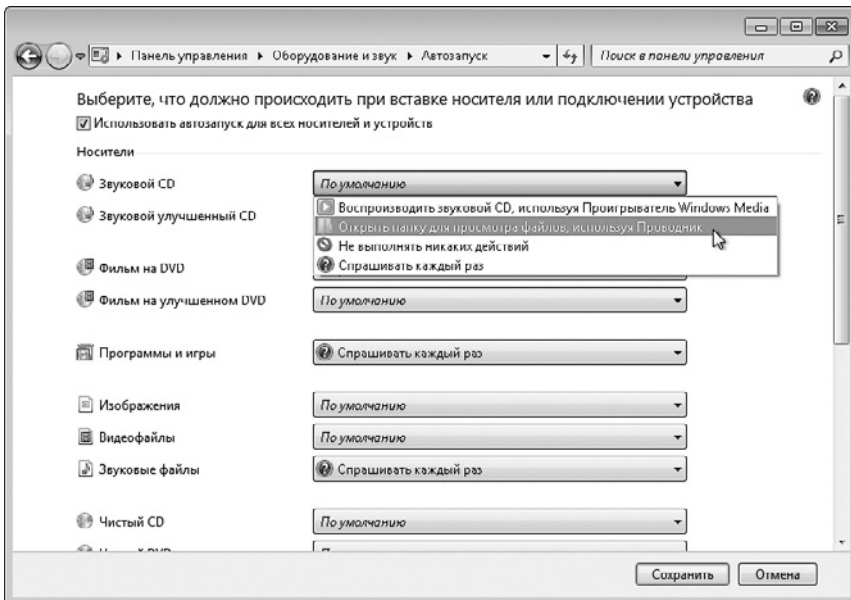 Панель управления ▸ Оборудование и звук ▸ Автозапуск
Поиск в панели управления
Выберите, что должно происходить при вставке носителя или подключении устройства
Использовать автозапуск для всех носителей и устройств
Носители
Звуковой CD
По умолчанию
Воспроизводить звуковой CD, используя Проигрыватель Windows Media
Звуковой улучшенный CD
Открыть папку для просмотра файлов, используя Проводник
Не выполнять никаких действий
Фильм на DVD
Спрашивать каждый раз
Фильм на улучшенном DVD
По умолчанию
Программы и игры
Спрашивать каждый раз
Изображения
По умолчанию
Видеофайлы
По умолчанию
Звуковые файлы
Спрашивать каждый раз
Чистый CD
По умолчанию
Сохранить
Отмена